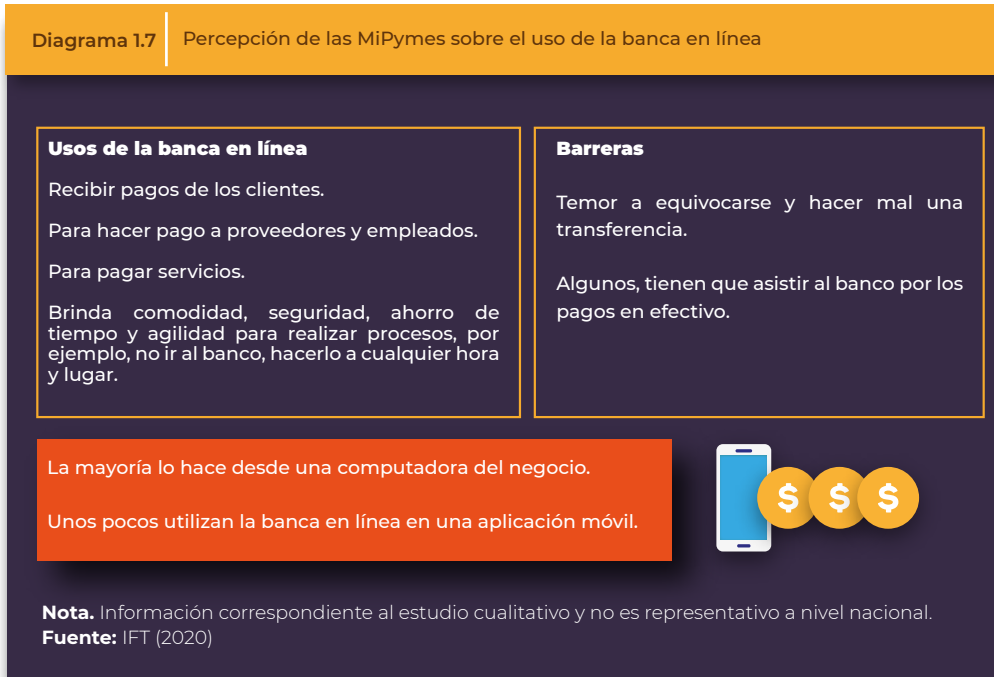 Diagrama 1.7
Percepción de las MiPymes sobre el uso de la banca en línea
Usos de la banca en línea
Recibir pagos de los clientes.
Para hacer pago a proveedores y empleados.
Para pagar servicios.
Brinda comodidad, seguridad, ahorro de
tiempo y agilidad para realizar procesos, por
ejemplo, no ir al banco, hacerlo a cualquier hora
y lugar.
Barreras
Temor a equivocarse y hacer mal una
transferencia.
Algunos, tienen que asistir al banco por los
pagos en efectivo.
La mayoría lo hace desde una computadora del negocio.
Unos pocos utilizan la banca en línea en una aplicación móvil.
$ $ $
Nota. Información correspondiente al estudio cualitativo y no es representativo a nivel nacional.
Fuente: IFT (2020)